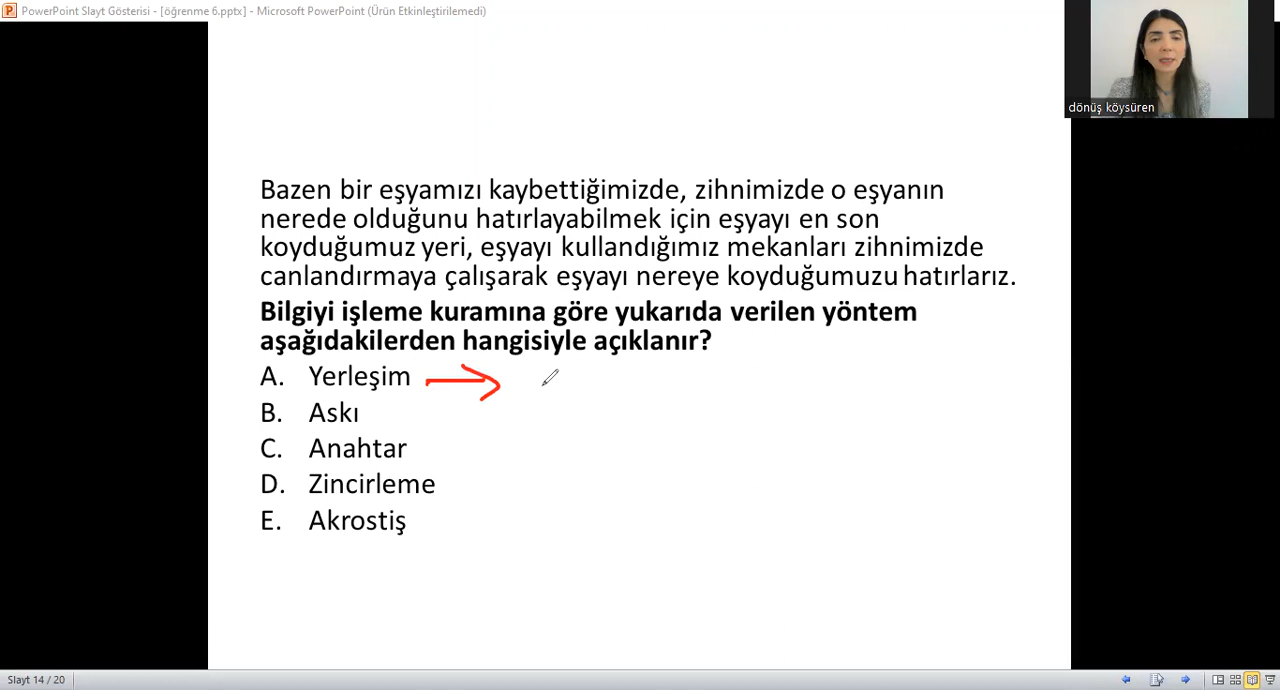 PowerPoint Slayt Gösterisi - [öğrenme 6.pptx] - Microsoft PowerPoint (Ürün Etkinleştirilemedi)
dönüş köysüren
Bazen bir eşyamızı kaybettiğimizde, zihnimizde o eşyanın
nerede olduğunu hatırlayabilmek için eşyayı en son
koyduğumuz yeri, eşyayı kullandığımız mekanları zihnimizde
canlandırmaya çalışarak eşyayı nereye koyduğumuzu hatırlarız.
Bilgiyi işleme kuramına göre yukarıda verilen yöntem
aşağıdakilerden hangisiyle açıklanır?
A. Yerleşim
B. Askı
C. Anahtar
D. Zincirleme
E. Akrostiş
Slayt 14 / 20